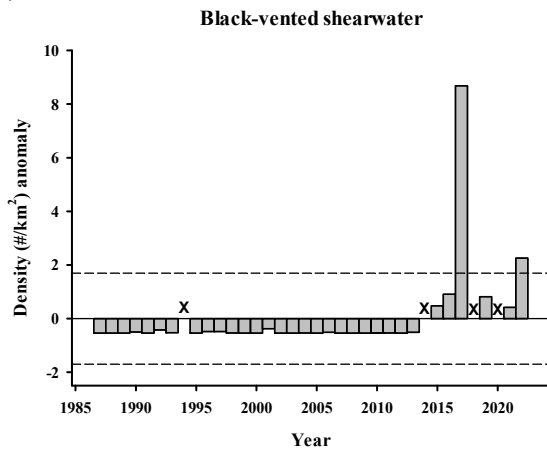 Black-vented shearwater
10
8
6
4
2
0
-2
Density (#/km²) anomaly
X
X
X
X
1985 1990 1995 2000 2005 2010 2015 2020
Year